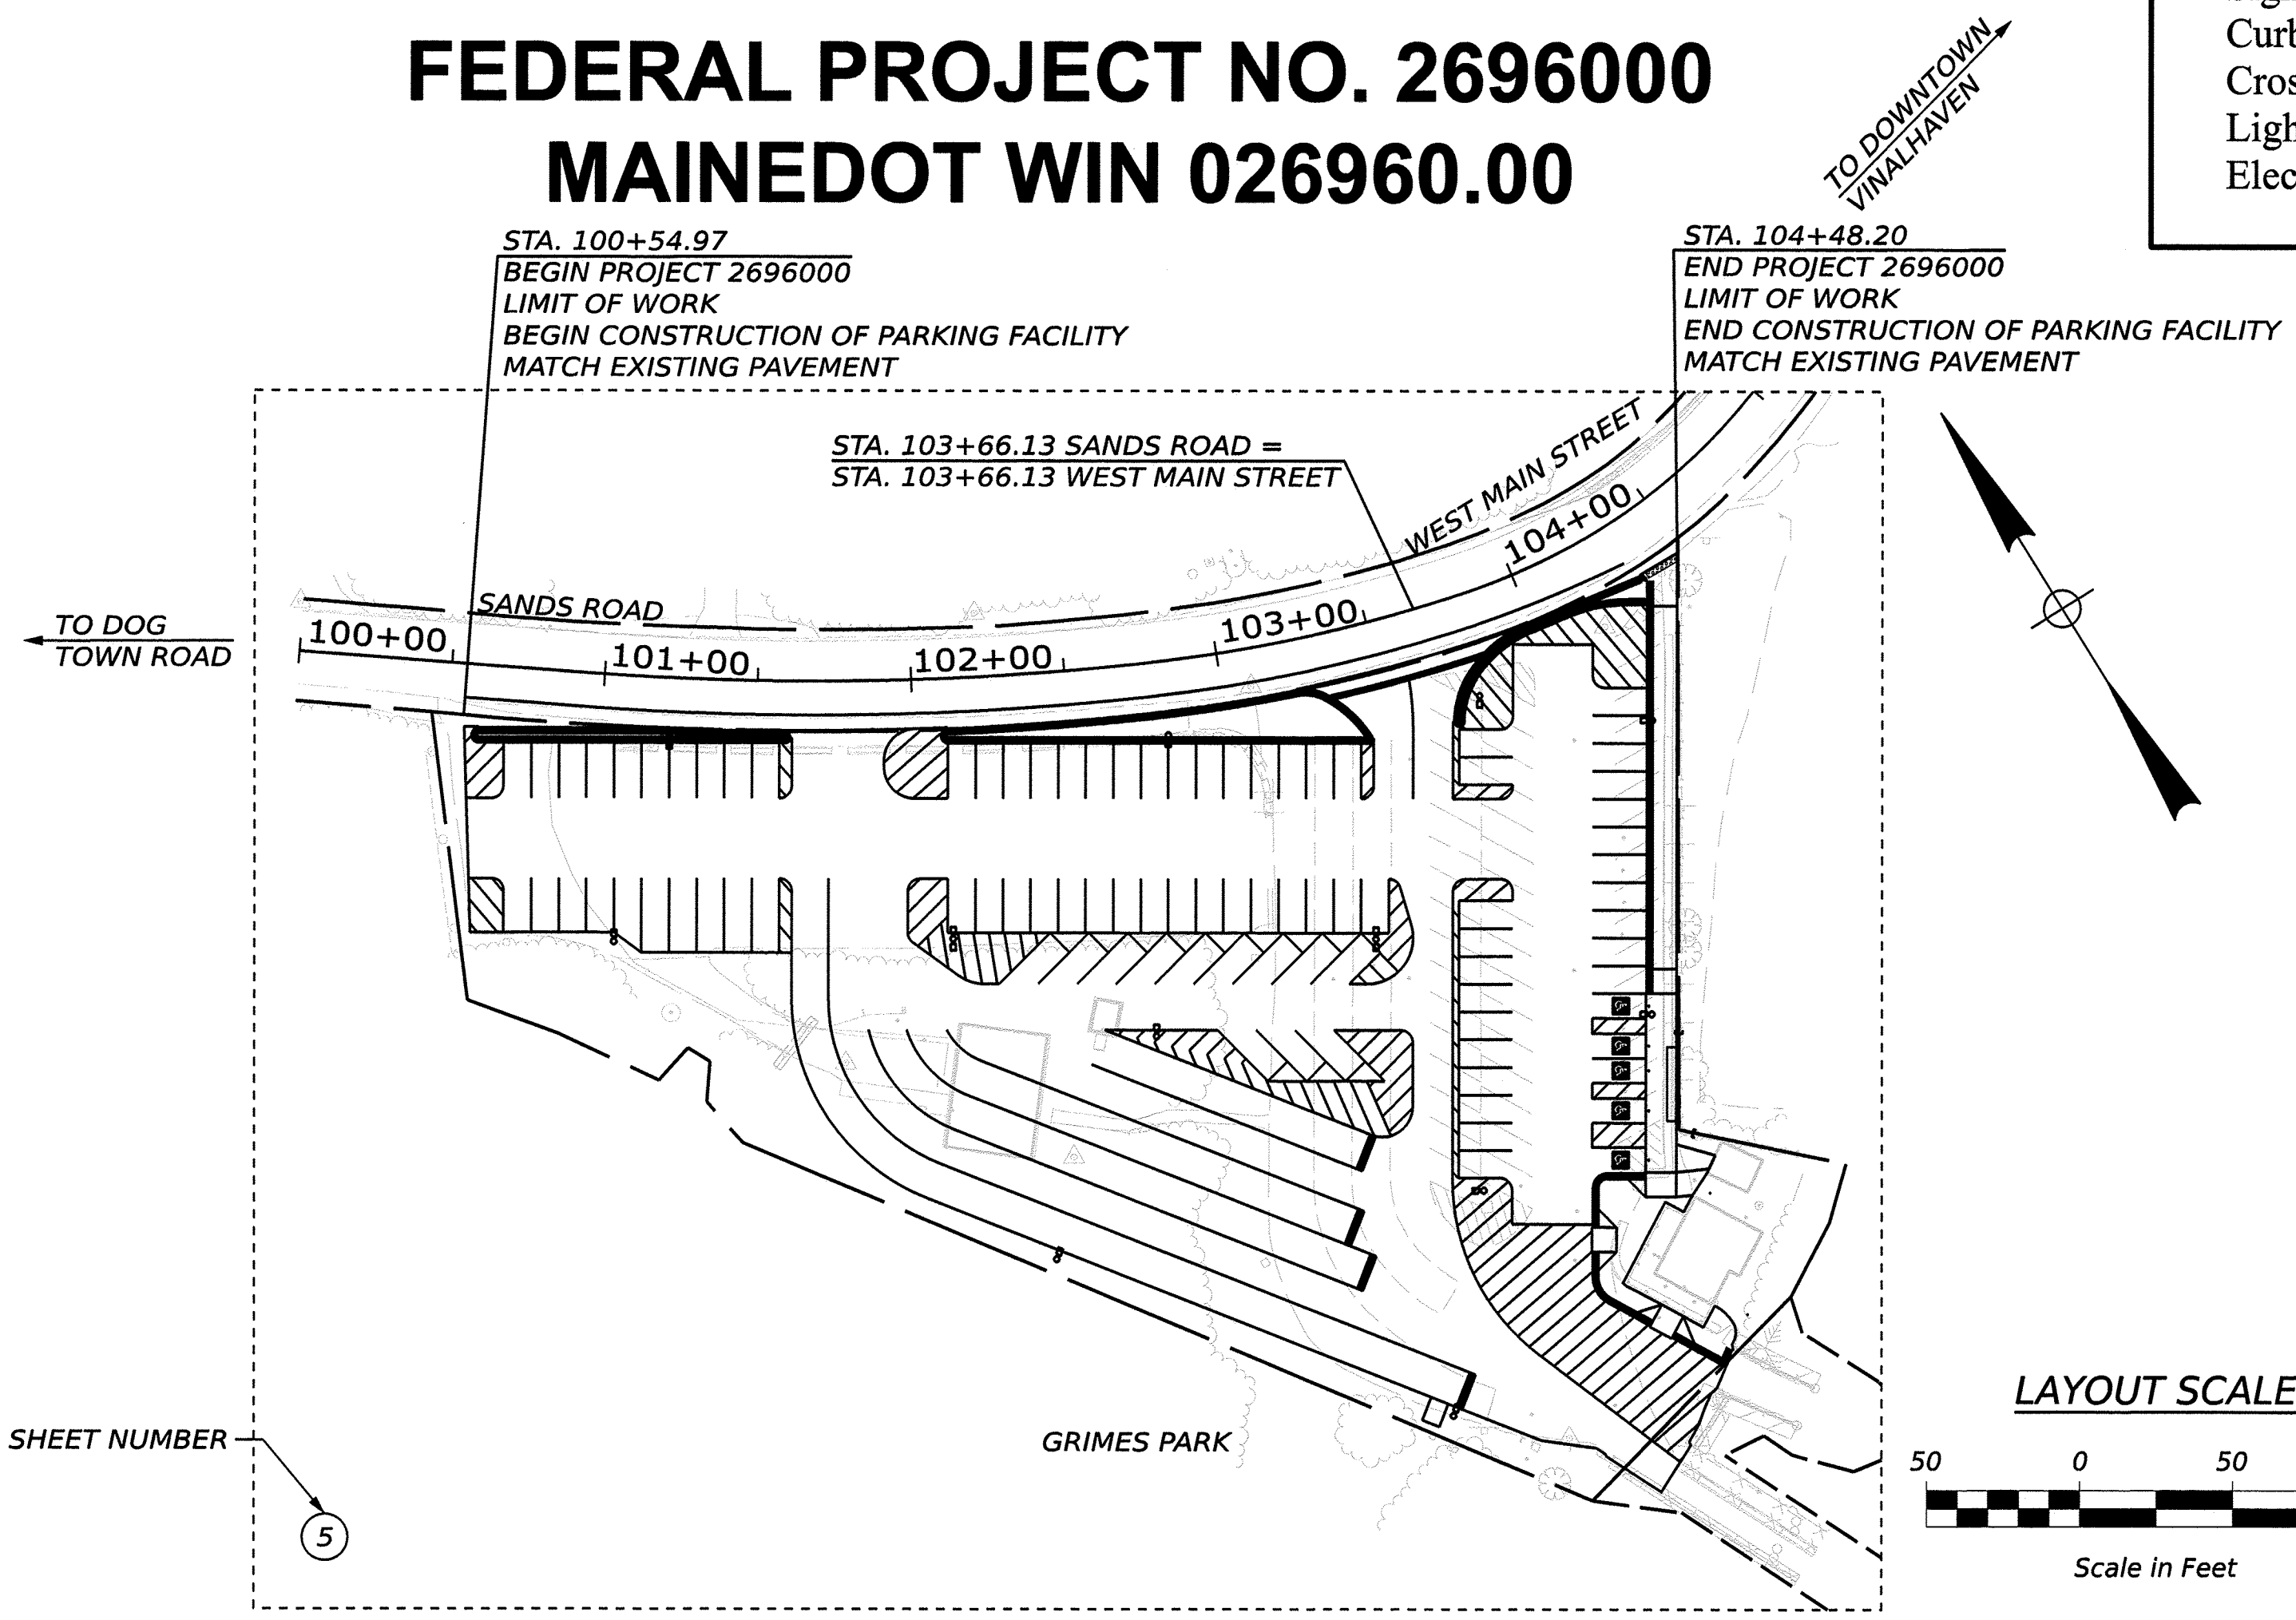 FEDERAL PROJECT NO. 2696000
MAINEDOT WIN 026960.00
TO DOWNTOWN
VINALHAVEN
STA. 100+54.97
BEGIN PROJECT 2696000
LIMIT OF WORK
BEGIN CONSTRUCTION OF PARKING FACILITY
MATCH EXISTING PAVEMENT
STA. 104+48.20
END PROJECT 2696000
LIMIT OF WORK
END CONSTRUCTION OF PARKING FACILITY
MATCH EXISTING PAVEMENT
STA. 103+66.13 SANDS ROAD =
STA. 103+66.13 WEST MAIN STREET
WEST MAIN STREET
104+00
SANDS ROAD
103+00
100+00
101+00
102+00
TO DOG
TOWN ROAD
LAYOUT SCALE
SHEET NUMBER
GRIMES PARK
50 0 50
5
Scale in Feet